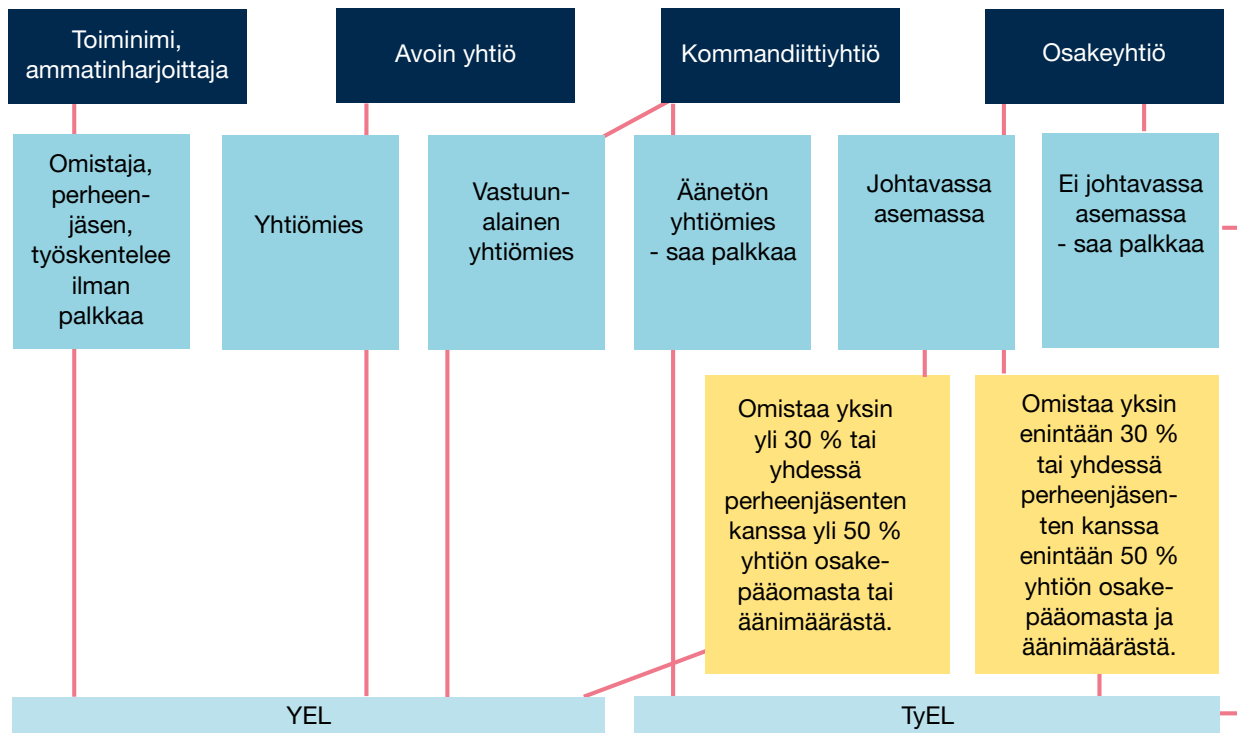 Toiminimi,
ammatinharjoittaja
Avoin yhtiö
Kommandiittiyhtiö
Osakeyhtiö
Omistaja,
perheen-
jäsen,
työskentelee
ilman
palkkaa
Yhtiömies
Vastuun-
alainen
yhtiömies
Äänetön
yhtiömies
- saa palkkaa
Johtavassa
asemassa
Ei johtavassa
asemassa
- saa palkkaa
Omistaa yksin
yli 30 % tai
yhdessä
perheenjäsenten
kanssa yli 50 %
yhtiön osake-
pääomasta tai
äänimäärästä.
Omistaa yksin
enintään 30 %
tai yhdessä
perheenjäsen-
ten kanssa
enintään 50 %
yhtiön osake-
pääomasta ja
äänimäärästä.
YEL
TyEL